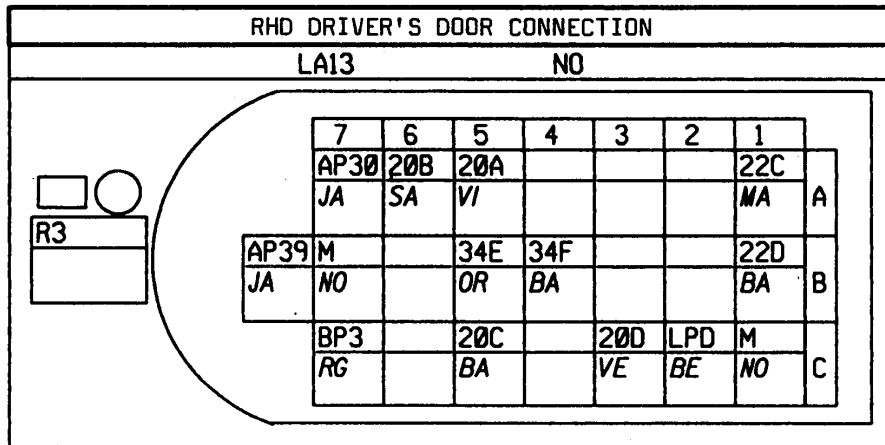 RHD DRIVER'S DOOR CONNECTION
LA13 NO
7 6 5 4 3 2 1
AP30 20B 20A 22C
JA SA VI MA A
R3
AP39 M 34E 34F 22D
JA NO OR BA BA B
BP3 20C 20D LPD M
RG BA VE BE NO C